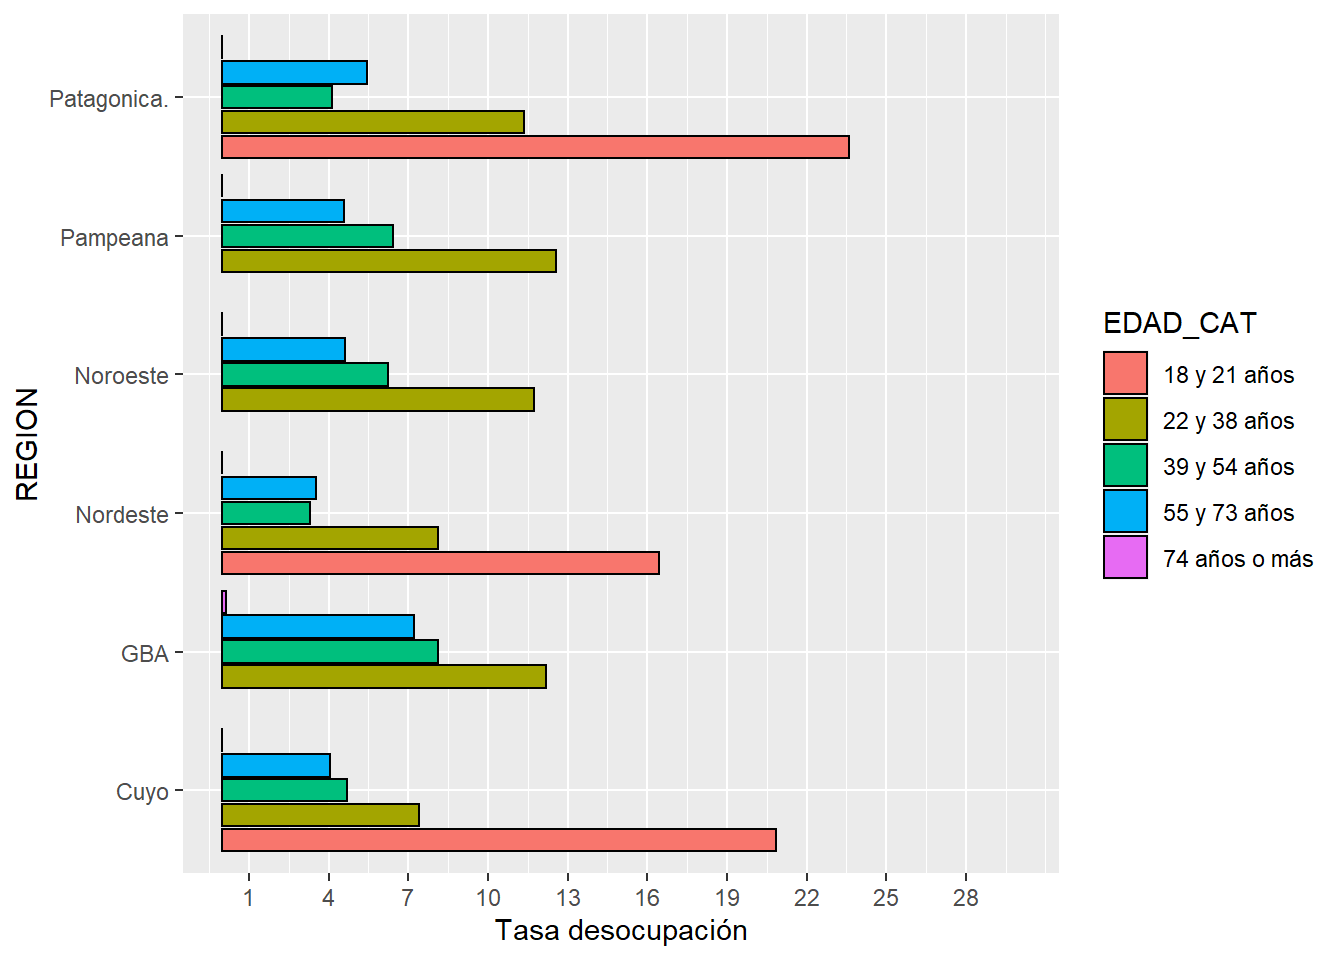 Patagonica.
Pampeana
Noroeste
Nordeste
GBA
Cuyo
REGION
1 4 7 10 13 16 19 22 25 28
Tasa desocupación
EDAD_CAT
18 y 21 años
22 y 38 años
39 y 54 años
55 y 73 años
74 años o más